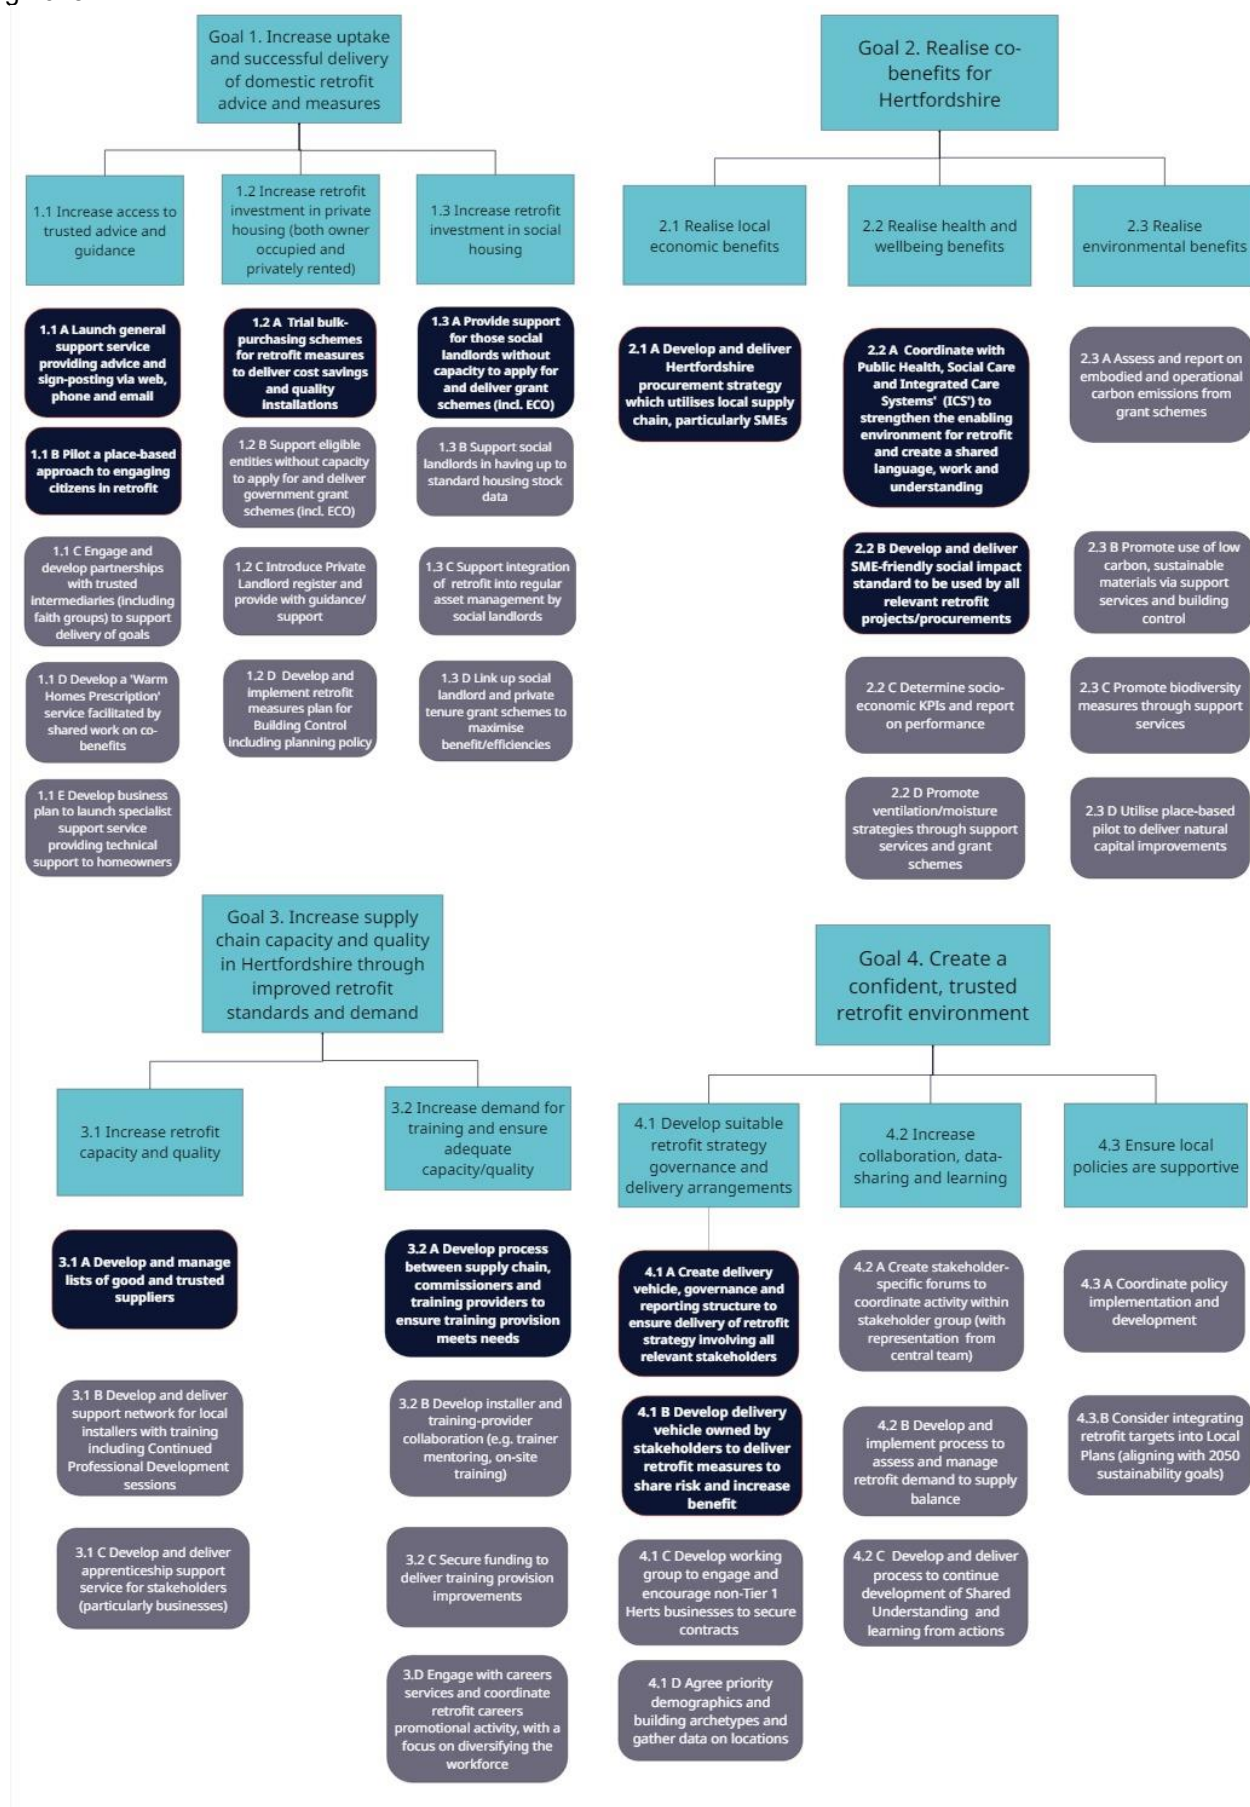 Goal 1. Increase uptake
and successful delivery
of domestic retrofit
advice and measures
1.1 Increase access to
trusted advice and
guidance
1.2 Increase retrofit
investment in private
housing (both owner
occupied and
privately rented)
1.3 Increase retrofit
investment in social
housing
1.1 A Launch general
support service
providing advice and
sign-posting via web,
phone and email
1.2 A Trial bulk-
purchasing schemes
for retrofit measures
to deliver cost savings
and quality
installations
1.3 A Provide support
for those social
landlords without
capacity to apply for
and deliver grant
schemes (incl. ECO)
1.1 B Pilot a place-based
approach to engaging
citizens in retrofit
1.2 B Support eligible
entities without capacity
to apply for and deliver
government grant
schemes (incl. ECO)
1.3 B Support social
landlords in having up to
standard housing stock
data
1.1 C Engage and
develop partnerships
with trusted
intermediaries (including
faith groups) to support
delivery of goals
1.2 C Introduce Private
Landlord register and
provide with guidance/
support
1.3 C Support integration
of retrofit into regular
asset management by
social landlords
1.1 D Develop a 'Warm
Homes Prescription'
service facilitated by
shared work on co-
benefits
1.2 D Develop and
implement retrofit
measures plan for
Building Control
including planning policy
1.3 D Link up social
landlord and private
tenure grant schemes to
maximise
benefit/efficiencies
1.1 E Develop business
plan to launch specialist
support service
providing technical
support to homeowners
Goal 2. Realise co-
benefits for
Hertfordshire
2.1 Realise local
economic benefits
2.2 Realise health and
wellbeing benefits
2.3 Realise
environmental benefits
2.1 A Develop and deliver
Hertfordshire
procurement strategy
which utilises local supply
chain, particularly SMEs
2.2 A Coordinate with
Public Health, Social Care
and Integrated Care
Systems' (ICS') to
strengthen the enabling
environment for retrofit
and create a shared
language, work and
understanding
2.3 A Assess and report on
embodied and operational
carbon emissions from
grant schemes
2.2 B Develop and deliver
SME-friendly social impact
standard to be used by all
relevant retrofit
projects/procurements
2.3 B Promote use of low
carbon, sustainable
materials via support
services and building
control
2.2 C Determine socio-
economic KPIs and report
on performance
2.3 C Promote biodiversity
measures through support
services
2.2 D Promote
ventilation/moisture
strategies through support
services and grant
schemes
2.3 D Utilise place-based
pilot to deliver natural
capital improvements
Goal 3. Increase supply
chain capacity and quality
in Hertfordshire through
improved retrofit
standards and demand
3.1 Increase retrofit
capacity and quality
3.2 Increase demand for
training and ensure
adequate
capacity/quality
3.1 A Develop and manage
lists of good and trusted
suppliers
3.2 A Develop process
between supply chain,
commissioners and
training providers to
ensure training provision
meets needs
3.1 B Develop and deliver
support network for local
installers with training
including Continued
Professional Development
sessions
3.2 B Develop installer and
training-provider
collaboration (e.g. trainer
mentoring, on-site
training)
3.1 C Develop and deliver
apprenticeship support
service for stakeholders
(particularly businesses)
3.2 C Secure funding to
deliver training provision
improvements
3.D Engage with careers
services and coordinate
retrofit careers
promotional activity, with a
focus on diversifying the
workforce
Goal 4. Create a
confident, trusted
retrofit environment
4.1 Develop suitable
retrofit strategy
governance and
delivery arrangements
4.2 Increase
collaboration, data-
sharing and learning
4.3 Ensure local
policies are supportive
4.1 A Create delivery
vehicle, governance and
reporting structure to
ensure delivery of retrofit
strategy involving all
relevant stakeholders
4.2 A Create stakeholder-
specific forums to
coordinate activity within
stakeholder group (with
representation from
central team)
4.3 A Coordinate policy
implementation and
development
4.1 B Develop delivery
vehicle owned by
stakeholders to deliver
retrofit measures to
share risk and increase
benefit
4.2 B Develop and
implement process to
assess and manage
retrofit demand to supply
balance
4.3.B Consider integrating
retrofit targets into Local
Plans (aligning with 2050
sustainability goals)
4.1 C Develop working
group to engage and
encourage non-Tier 1
Herts businesses to secure
contracts
4.2 C Develop and deliver
process to continue
development of Shared
Understanding and
learning from actions
4.1 D Agree priority
demographics and
building archetypes and
gather data on locations